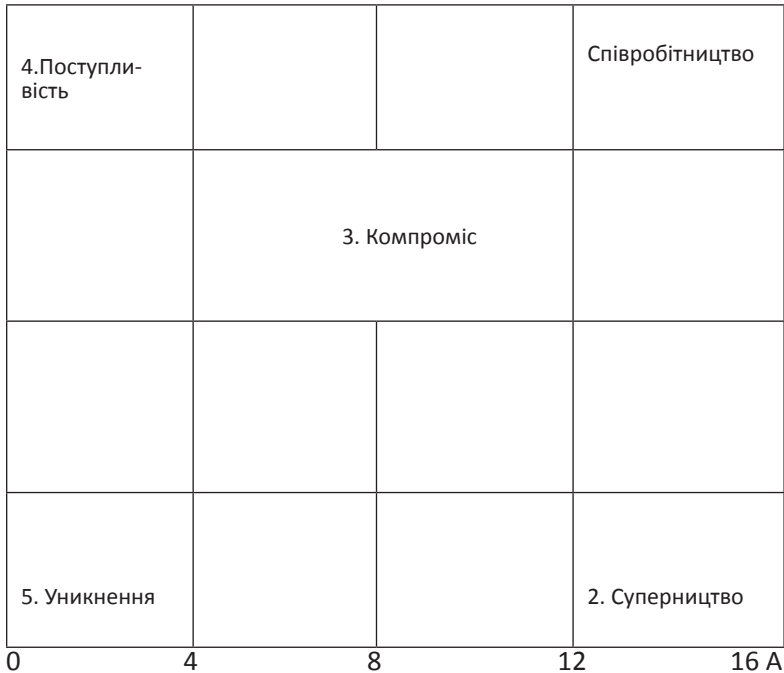 4.Поступли-
вість
Співробітництво
3. Компроміс
5. Уникнення
2. Суперництво
0 4 8 12 16 А